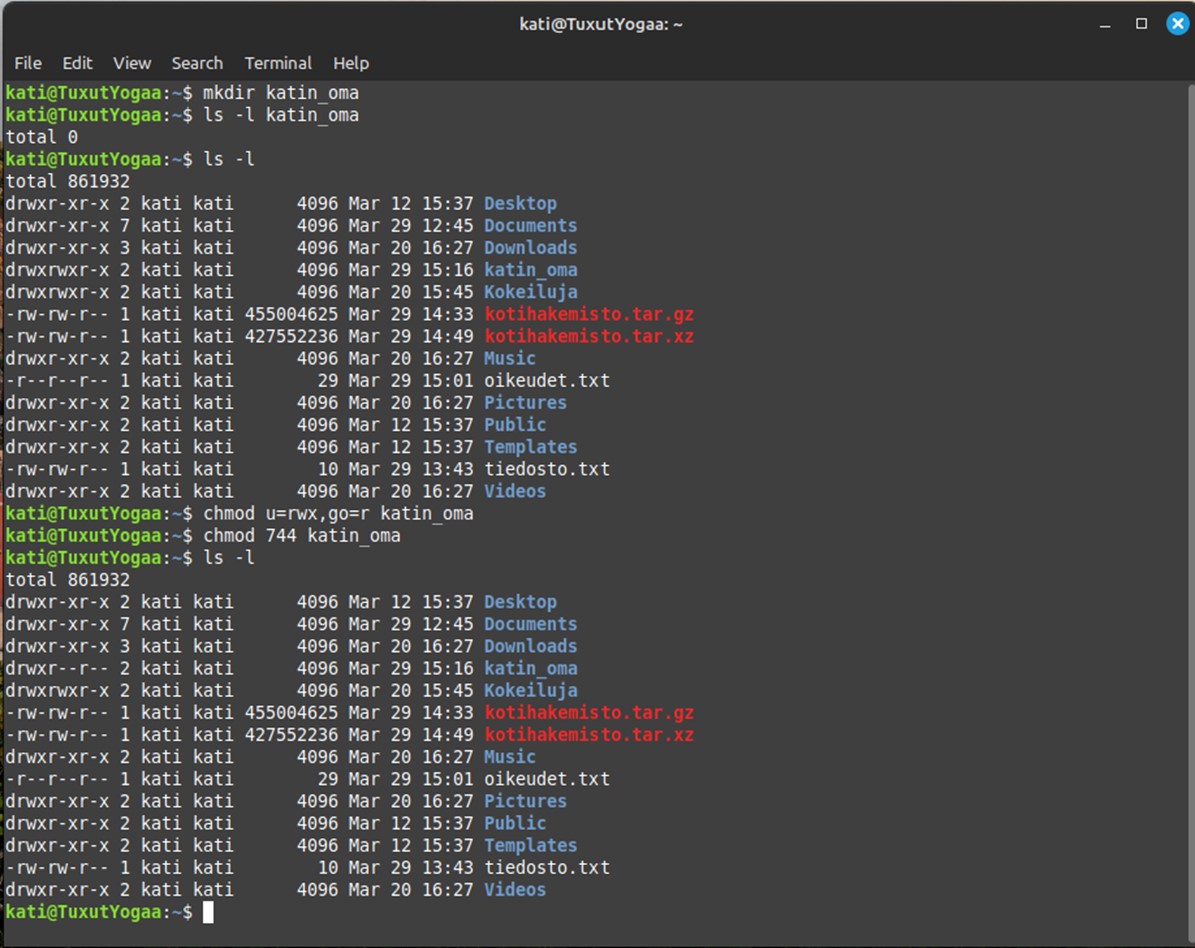 kati@TuxutYogaa: ~
File Edit View Search Terminal Help
kati@TuxutYogaa:~$ mkdir katin_oma
kati@TuxutYogaa:~$ ls -l katin_oma
total 0
kati@TuxutYogaa:~$ ls -l
total 861932
drwxr-xr-x 2 kati kati      4096 Mar 12 15:37 Desktop
drwxr-xr-x 7 kati kati      4096 Mar 29 12:45 Documents
drwxr-xr-x 3 kati kati      4096 Mar 20 16:27 Downloads
drwxrwxr-x 2 kati kati      4096 Mar 29 15:16 katin_oma
drwxrwxr-x 2 kati kati      4096 Mar 20 15:45 Kokeiluja
-rw-rw-r-- 1 kati kati 455004625 Mar 29 14:33 kotihakemisto.tar.gz
-rw-rw-r-- 1 kati kati 427552236 Mar 29 14:49 kotihakemisto.tar.xz
drwxr-xr-x 2 kati kati      4096 Mar 20 16:27 Music
-r--r--r-- 1 kati kati        29 Mar 29 15:01 oikeudet.txt
drwxr-xr-x 2 kati kati      4096 Mar 20 16:27 Pictures
drwxr-xr-x 2 kati kati      4096 Mar 12 15:37 Public
drwxr-xr-x 2 kati kati      4096 Mar 12 15:37 Templates
-rw-rw-r-- 1 kati kati        10 Mar 29 13:43 tiedosto.txt
drwxr-xr-x 2 kati kati      4096 Mar 20 16:27 Videos
kati@TuxutYogaa:~$ chmod u=rwx,go=r katin_oma
kati@TuxutYogaa:~$ chmod 744 katin_oma
kati@TuxutYogaa:~$ ls -l
total 861932
drwxr-xr-x 2 kati kati      4096 Mar 12 15:37 Desktop
drwxr-xr-x 7 kati kati      4096 Mar 29 12:45 Documents
drwxr-xr-x 3 kati kati      4096 Mar 20 16:27 Downloads
drwxr--r-- 2 kati kati      4096 Mar 29 15:16 katin_oma
drwxrwxr-x 2 kati kati      4096 Mar 20 15:45 Kokeiluja
-rw-rw-r-- 1 kati kati 455004625 Mar 29 14:33 kotihakemisto.tar.gz
-rw-rw-r-- 1 kati kati 427552236 Mar 29 14:49 kotihakemisto.tar.xz
drwxr-xr-x 2 kati kati      4096 Mar 20 16:27 Music
-r--r--r-- 1 kati kati        29 Mar 29 15:01 oikeudet.txt
drwxr-xr-x 2 kati kati      4096 Mar 20 16:27 Pictures
drwxr-xr-x 2 kati kati      4096 Mar 12 15:37 Public
drwxr-xr-x 2 kati kati      4096 Mar 12 15:37 Templates
-rw-rw-r-- 1 kati kati        10 Mar 29 13:43 tiedosto.txt
drwxr-xr-x 2 kati kati      4096 Mar 20 16:27 Videos
kati@TuxutYogaa:~$